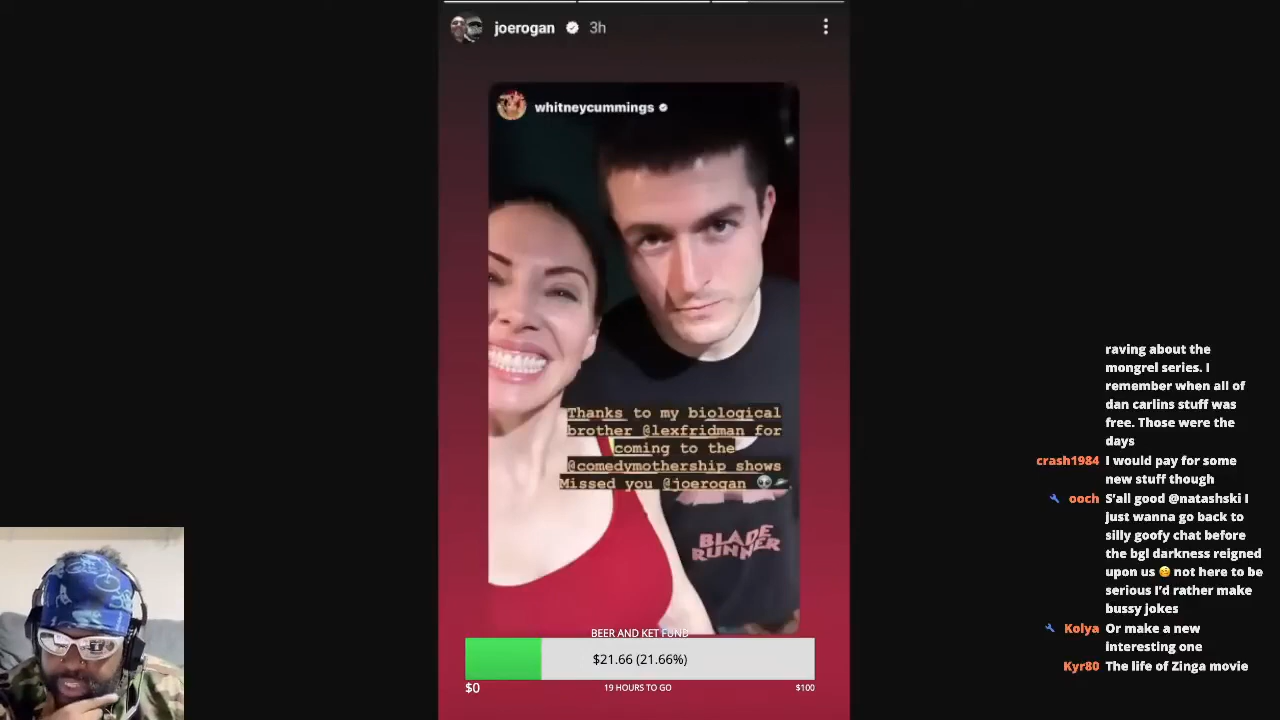 joerogan 3h
whitneycummings
Thanks to my biological
brother @lexfridman for
coming to the
@comedymothership shows
Missed you @joerogan 👽🪐
BLADE
RUNNER
BEER AND KET FUND
$21.66 (21.66%)
$0 19 HOURS TO GO $100
raving about the
mongrel series. I
remember when all of
dan carlins stuff was
free. Those were the
days
crash1984 I would pay for some
new stuff though
ooch S'all good @natashski I
just wanna go back to
silly goofy chat before
the bgl darkness reigned
upon us 🤒 not here to be
serious I'd rather make
bussy jokes
Kolya Or make a new
interesting one
Kyr80 The life of Zinga movie